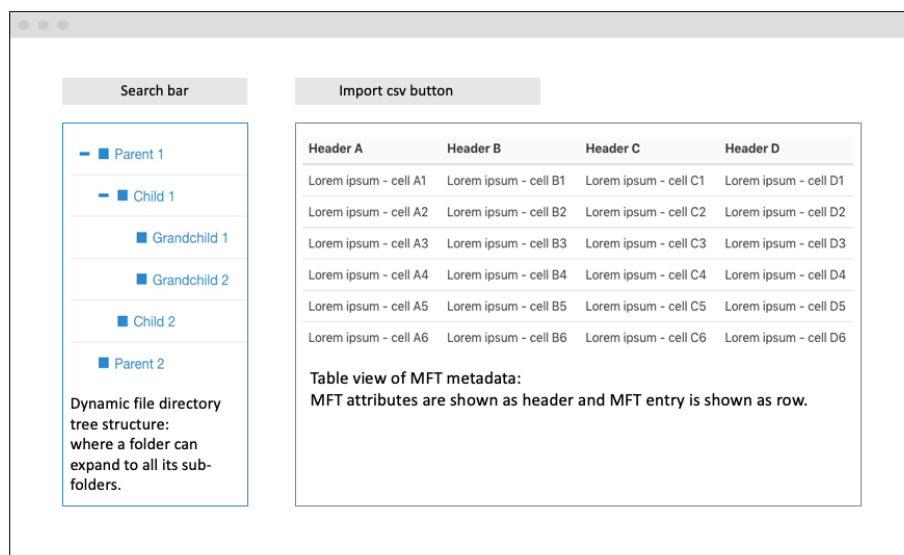 Search bar
Import csv button
Parent 1
Child 1
Grandchild 1
Grandchild 2
Child 2
Parent 2
Dynamic file directory
tree structure:
where a folder can
expand to all its sub-
folders.
Header A Header B Header C Header D
Lorem ipsum - cell A1 Lorem ipsum - cell B1 Lorem ipsum - cell C1 Lorem ipsum - cell D1
Lorem ipsum - cell A2 Lorem ipsum - cell B2 Lorem ipsum - cell C2 Lorem ipsum - cell D2
Lorem ipsum - cell A3 Lorem ipsum - cell B3 Lorem ipsum - cell C3 Lorem ipsum - cell D3
Lorem ipsum - cell A4 Lorem ipsum - cell B4 Lorem ipsum - cell C4 Lorem ipsum - cell D4
Lorem ipsum - cell A5 Lorem ipsum - cell B5 Lorem ipsum - cell C5 Lorem ipsum - cell D5
Lorem ipsum - cell A6 Lorem ipsum - cell B6 Lorem ipsum - cell C6 Lorem ipsum - cell D6
Table view of MFT metadata:
MFT attributes are shown as header and MFT entry is shown as row.